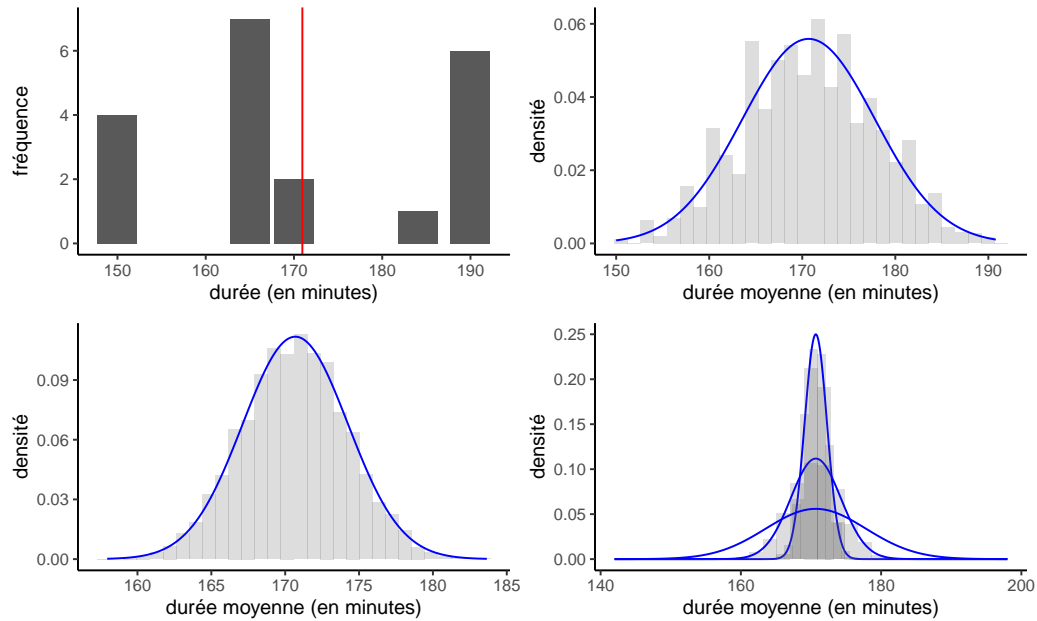 fréquence
6
4
2
0
150 160 170 180 190
durée (en minutes)
densité
0.06
0.04
0.02
0.00
150 160 170 180 190
durée moyenne (en minutes)
densité
0.09
0.06
0.03
0.00
160 165 170 175 180 185
durée moyenne (en minutes)
densité
0.25
0.20
0.15
0.10
0.05
0.00
140 160 180 200
durée moyenne (en minutes)